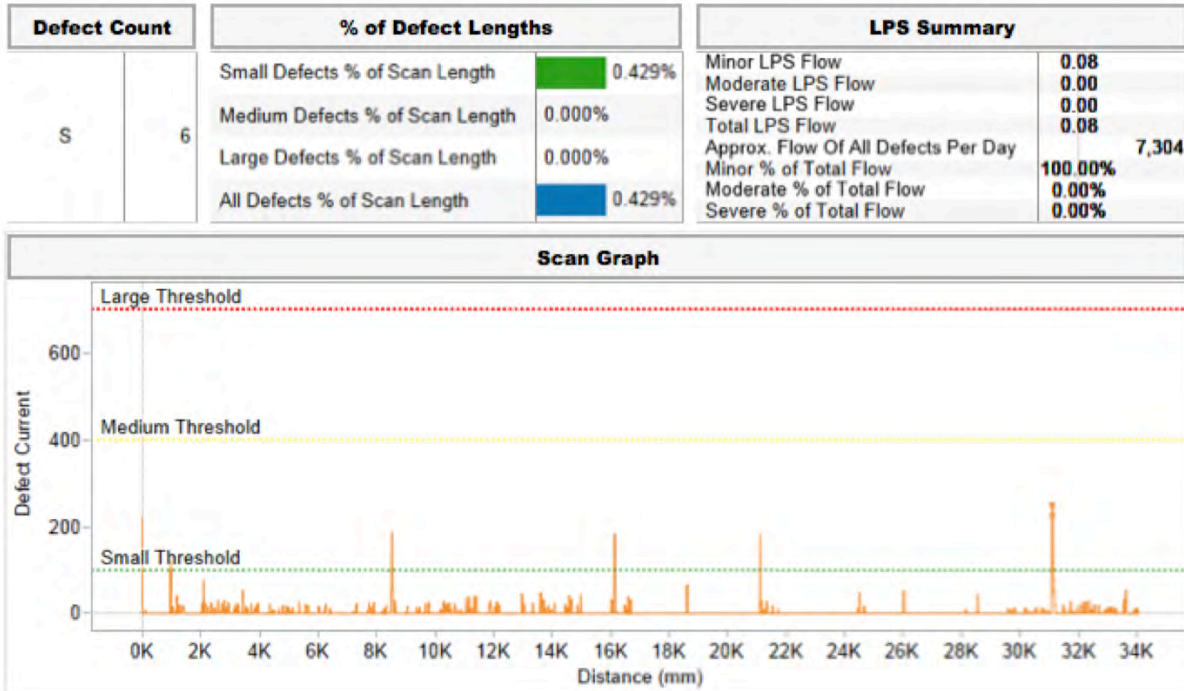 Defect Count
S 6
% of Defect Lengths
Small Defects % of Scan Length 0.429%
Medium Defects % of Scan Length 0.000%
Large Defects % of Scan Length 0.000%
All Defects % of Scan Length 0.429%
LPS Summary
Minor LPS Flow 0.08
Moderate LPS Flow 0.00
Severe LPS Flow 0.00
Total LPS Flow 0.08
Approx. Flow Of All Defects Per Day 7,304
Minor % of Total Flow 100.00%
Moderate % of Total Flow 0.00%
Severe % of Total Flow 0.00%
Scan Graph
Large Threshold
600
Medium Threshold
400
200
Small Threshold
0
Defect Current
0K 2K 4K 6K 8K 10K 12K 14K 16K 18K 20K 22K 24K 26K 28K 30K 32K 34K
Distance (mm)